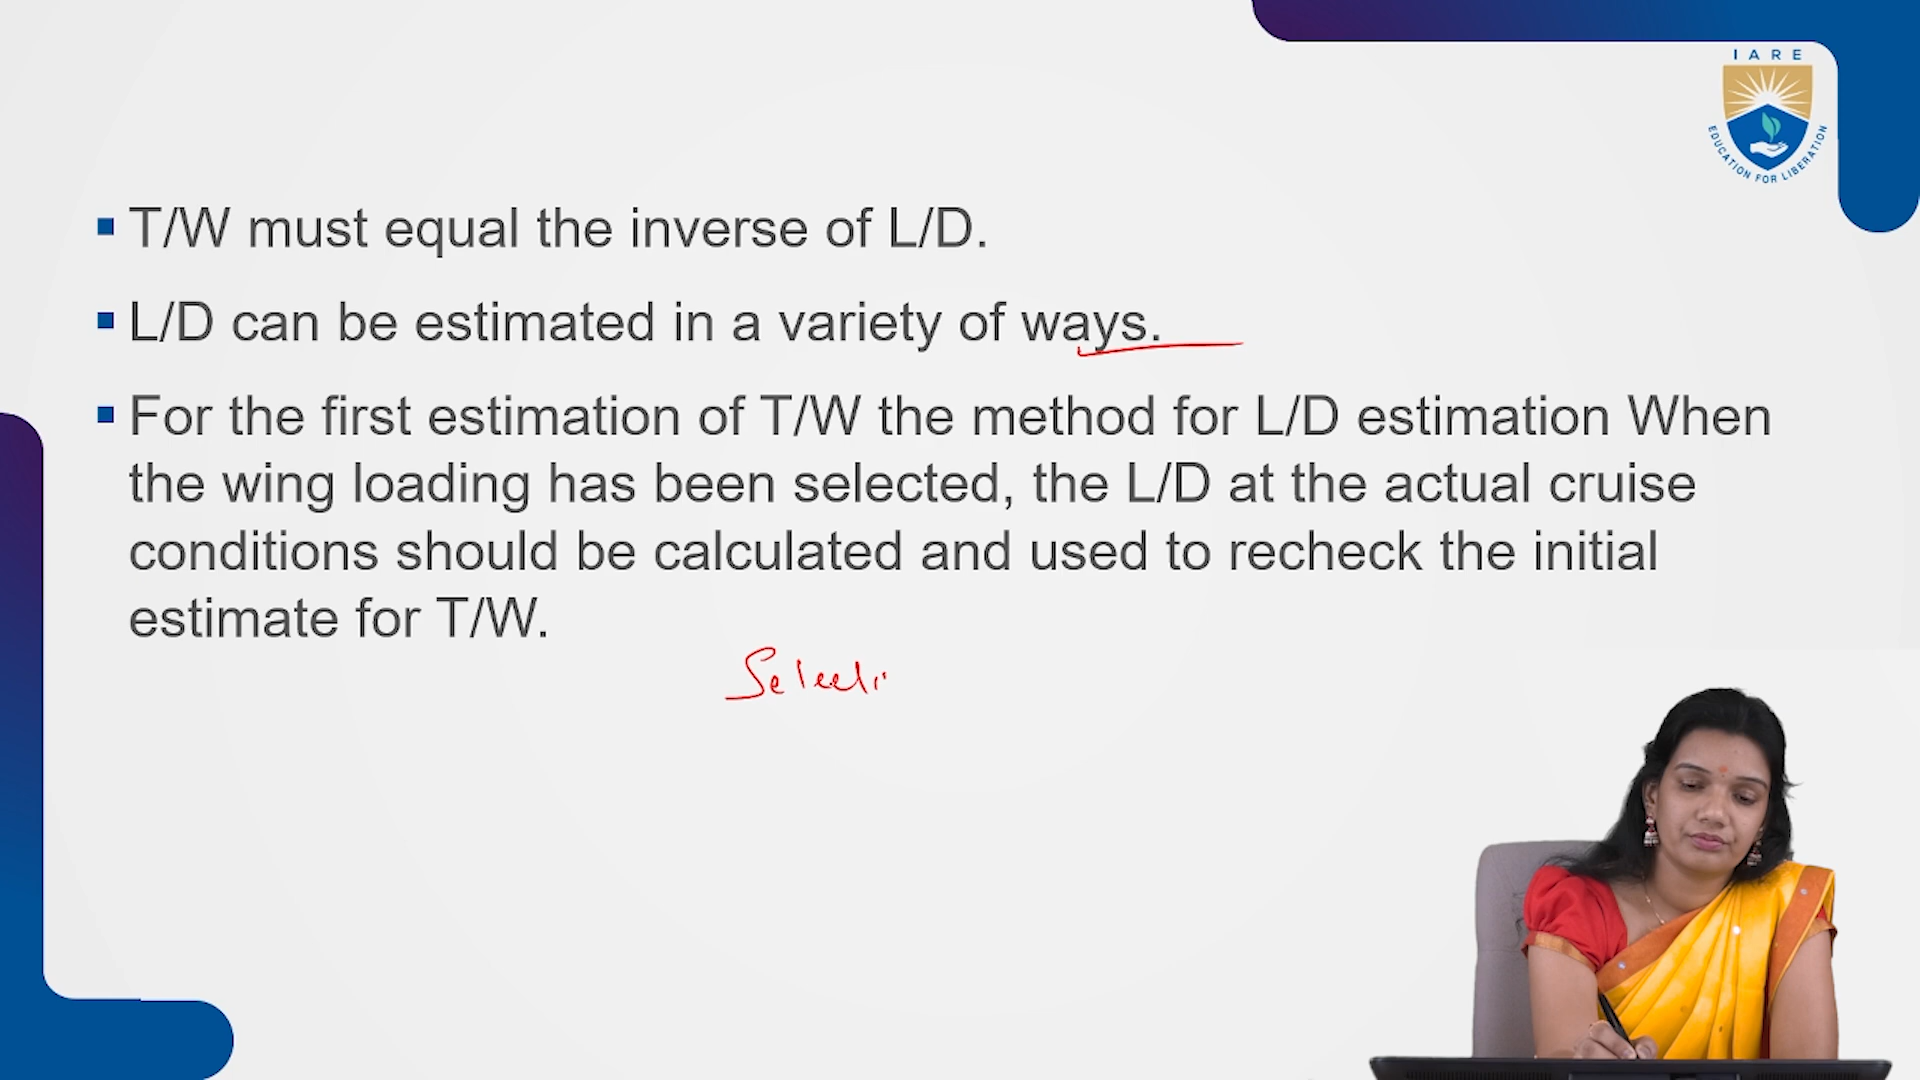 IARE
EDUCATION FOR LIBERATION
T/W must equal the inverse of L/D.
L/D can be estimated in a variety of ways.
For the first estimation of T/W the method for L/D estimation When
the wing loading has been selected, the L/D at the actual cruise
conditions should be calculated and used to recheck the initial
estimate for T/W.